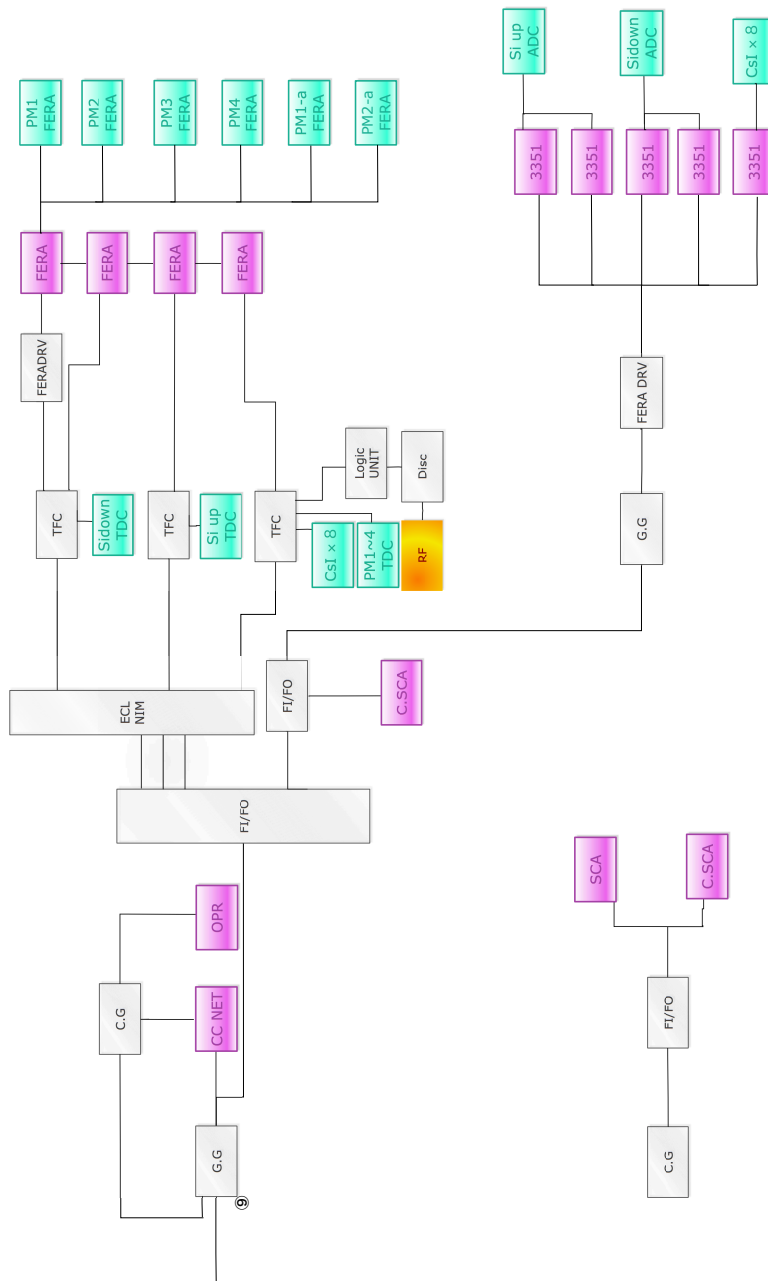 PM1
FERA
PM2
FERA
PM3
FERA
PM4
FERA
PM1-a
FERA
PM2-a
FERA
Si up
ADC
Sidown
ADC
CsI × 8
3351
3351
3351
3351
3351
FERA
FERA
FERA
FERA
FERADRV
FERA DRV
Logic
UNIT
Disc
TFC
Sidown
TDC
TFC
Si up
TDC
TFC
CsI × 8
PM1~4
TDC
RF
G.G
ECL
NIM
FI/FO
C.SCA
FI/FO
OPR
SCA
C.SCA
C.G
CC NET
FI/FO
G.G
⑨
C.G